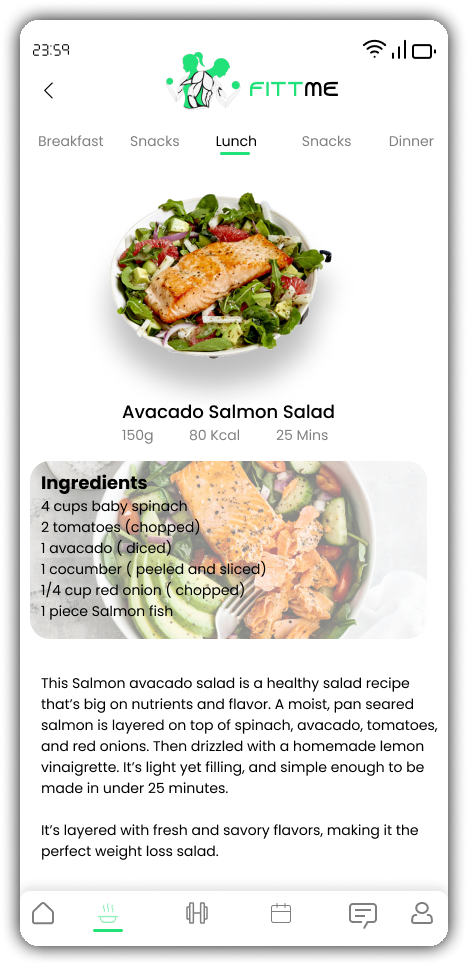 23:59
FITTME
Breakfast Snacks Lunch Snacks Dinner
Avacado Salmon Salad
150g 80 Kcal 25 Mins
Ingredients
4 cups baby spinach
2 tomatoes (chopped)
1 avacado ( diced)
1 cocumber ( peeled and sliced)
1/4 cup red onion ( chopped)
1 piece Salmon fish
This Salmon avacado salad is a healthy salad recipe
that’s big on nutrients and flavor. A moist, pan seared
salmon is layered on top of spinach, avacado, tomatoes,
and red onions. Then drizzled with a homemade lemon
vinaigrette. It’s light yet filling, and simple enough to be
made in under 25 minutes.
It’s layered with fresh and savory flavors, making it the
perfect weight loss salad.